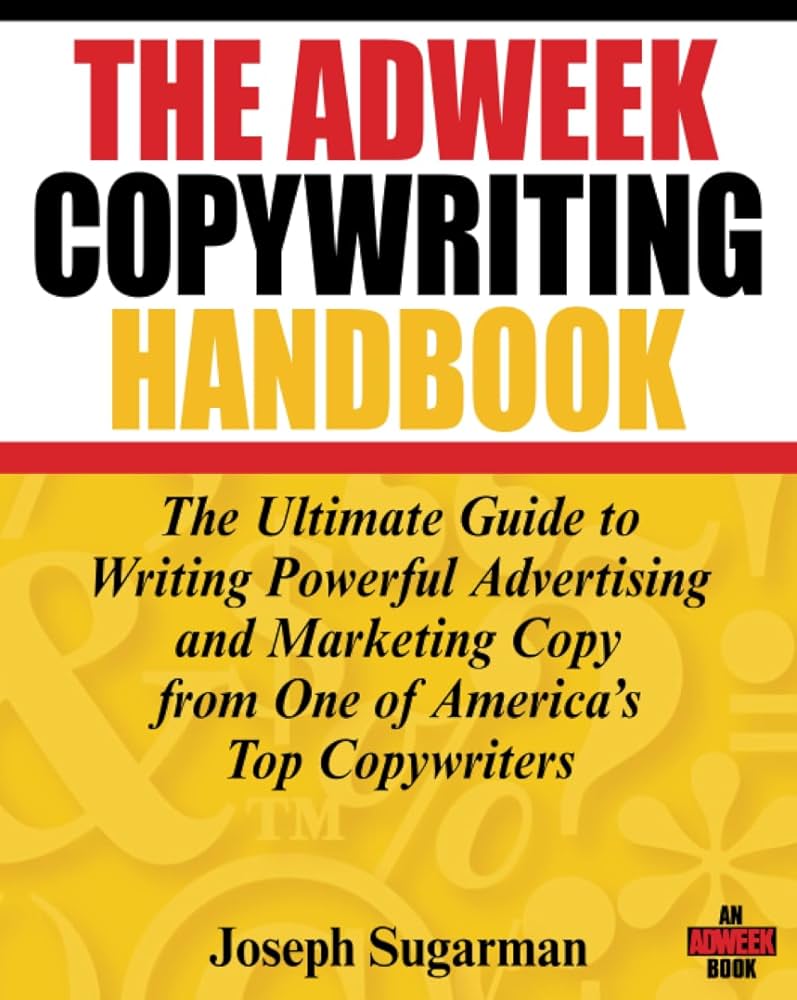 THE ADWEEK
COPYWRITING
HANDBOOK
The Ultimate Guide to
Writing Powerful Advertising
and Marketing Copy
from One of America's
Top Copywriters
TM
Joseph Sugarman
AN
ADWEEK
BOOK